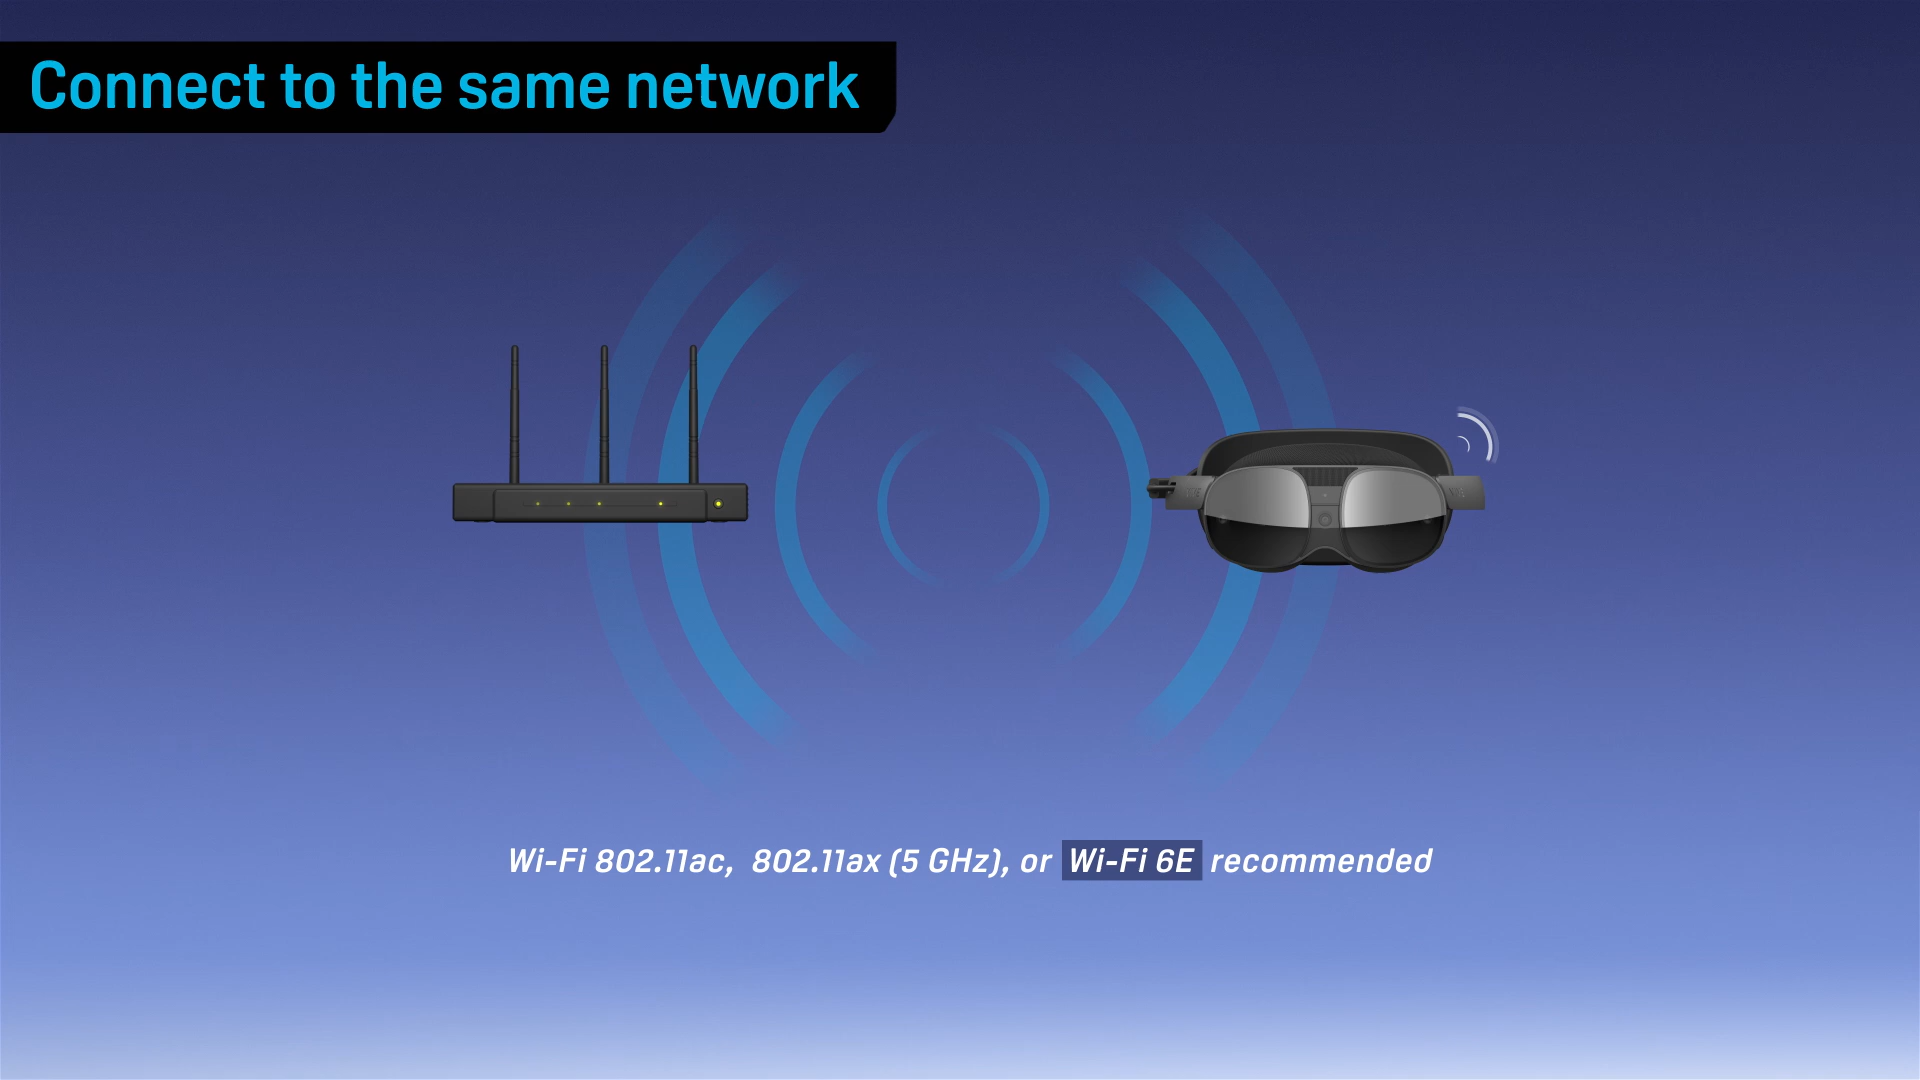 Connect to the same network
Wi-Fi 802.11ac, 802.11ax (5 GHz), or Wi-Fi 6E recommended